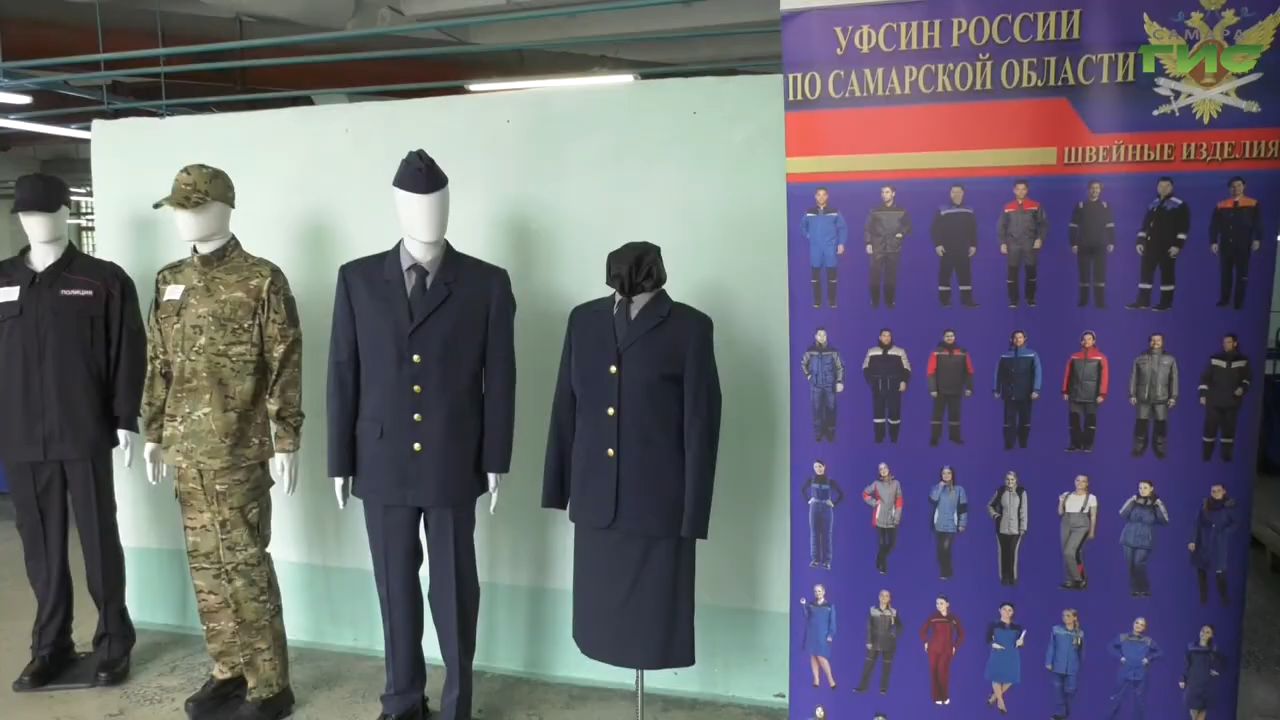 УФСИН РОССИИ
ПО САМАРСКОЙ ОБЛАСТИ
САМАРА
ГИС
ШВЕЙНЫЕ ИЗДЕЛИЯ
ПОЛИЦИЯ